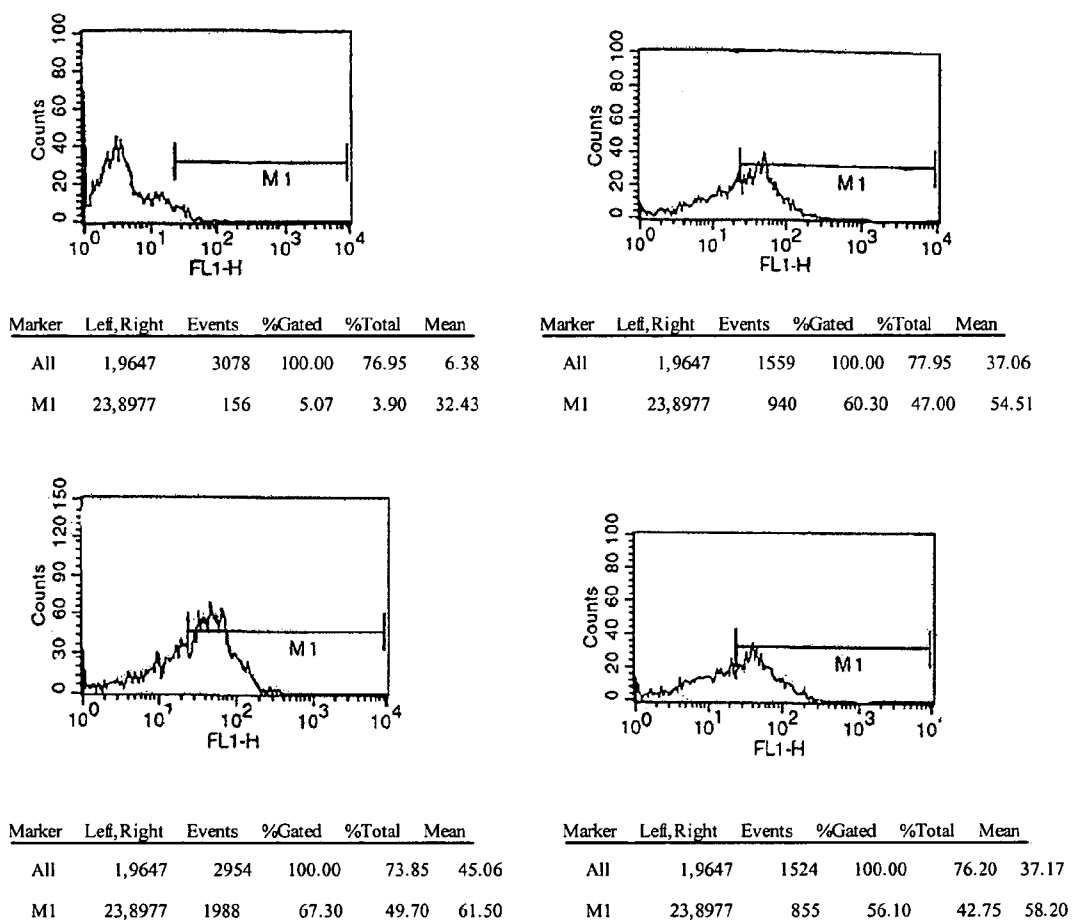 100
80
60
40
20
0
Counts
M1
10^0 10^1 10^2 10^3 10^4
FL1-H
Marker Left,Right Events %Gated %Total Mean
All 1,9647 3078 100.00 76.95 6.38
M1 23,8977 156 5.07 3.90 32.43
100
80
60
40
20
0
Counts
M1
10^0 10^1 10^2 10^3 10^4
FL1-H
Marker Left,Right Events %Gated %Total Mean
All 1,9647 1559 100.00 77.95 37.06
M1 23,8977 940 60.30 47.00 54.51
150
120
90
60
30
0
Counts
M1
10^0 10^1 10^2 10^3 10^4
FL1-H
Marker Left,Right Events %Gated %Total Mean
All 1,9647 2954 100.00 73.85 45.06
M1 23,8977 1988 67.30 49.70 61.50
100
80
60
40
20
0
Counts
M1
10^0 10^1 10^2 10^3 10
FL1-H
Marker Left,Right Events %Gated %Total Mean
All 1,9647 1524 100.00 76.20 37.17
M1 23,8977 855 56.10 42.75 58.20